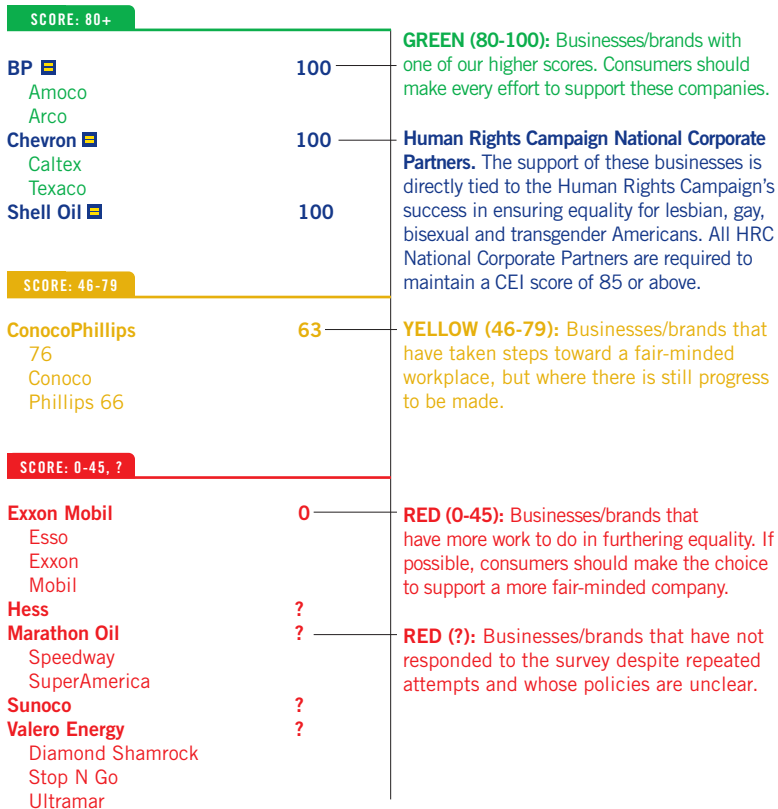 SCORE: 80+
BP 100
Amoco
Arco
Chevron 100
Caltex
Texaco
Shell Oil 100
GREEN (80-100): Businesses/brands with
one of our higher scores. Consumers should
make every effort to support these companies.
Human Rights Campaign National Corporate
Partners. The support of these businesses is
directly tied to the Human Rights Campaign’s
success in ensuring equality for lesbian, gay,
bisexual and transgender Americans. All HRC
National Corporate Partners are required to
maintain a CEI score of 85 or above.
SCORE: 46-79
ConocoPhillips 63
76
Conoco
Phillips 66
YELLOW (46-79): Businesses/brands that
have taken steps toward a fair-minded
workplace, but where there is still progress
to be made.
SCORE: 0-45, ?
Exxon Mobil 0
Esso
Exxon
Mobil
Hess ?
Marathon Oil ?
Speedway
SuperAmerica
Sunoco ?
Valero Energy ?
Diamond Shamrock
Stop N Go
Ultramar
RED (0-45): Businesses/brands that
have more work to do in furthering equality. If
possible, consumers should make the choice
to support a more fair-minded company.
RED (?): Businesses/brands that have not
responded to the survey despite repeated
attempts and whose policies are unclear.